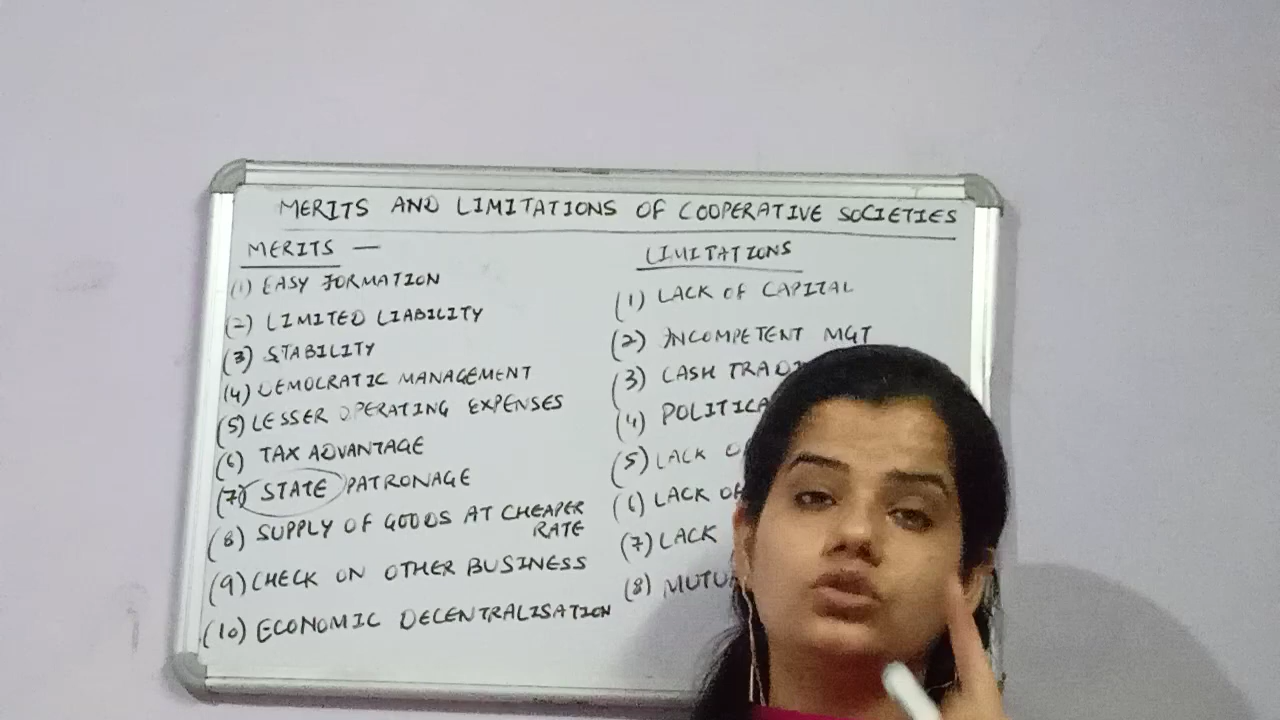 MERITS AND LIMITATIONS OF COOPERATIVE SOCIETIES
MERITS —
(1) EASY FORMATION
(2) LIMITED LIABILITY
(3) STABILITY
(4) DEMOCRATIC MANAGEMENT
(5) LESSER OPERATING EXPENSES
(6) TAX ADVANTAGE
(7) STATE PATRONAGE
(8) SUPPLY OF GOODS AT CHEAPER
RATE
(9) CHECK ON OTHER BUSINESS
(10) ECONOMIC DECENTRALISATION
LIMITATIONS
(1) LACK OF CAPITAL
(2) INCOMPETENT MGT
(3) CASH
(4)
(5) LACK
(6) LACK OF
(7) LACK
(8)